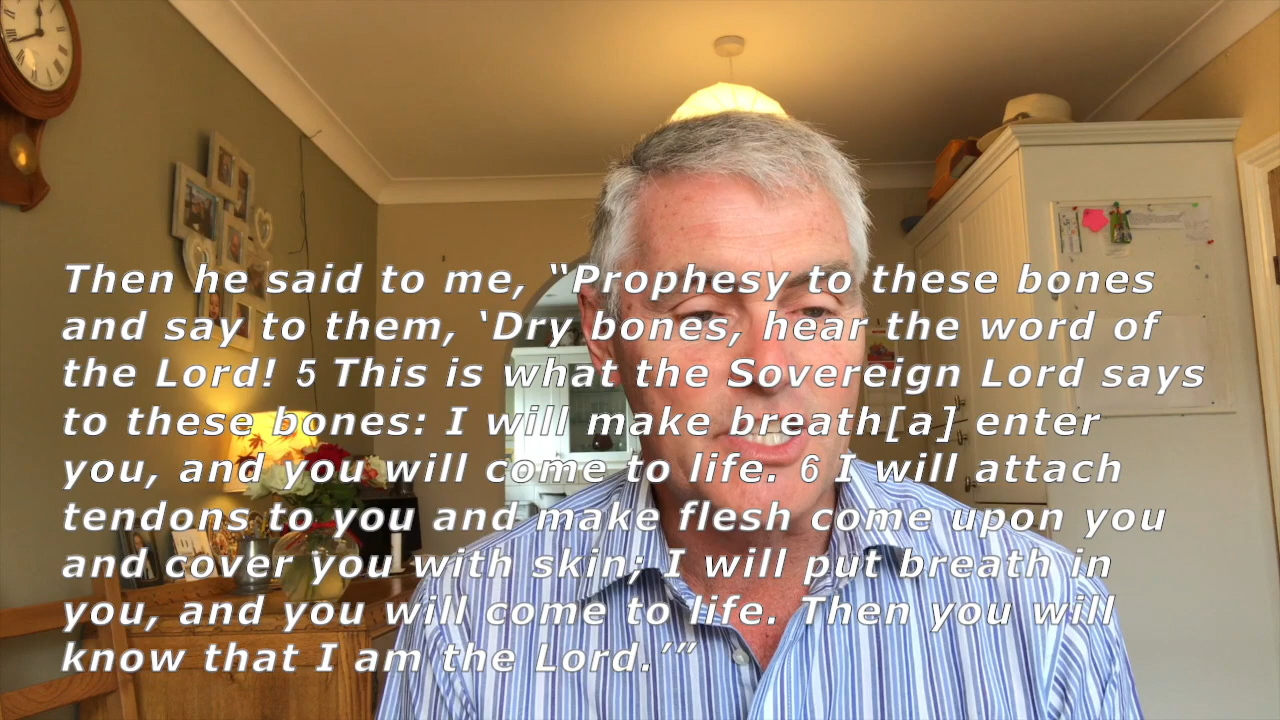 Then he said to me, “Prophesy to these bones
and say to them, ‘Dry bones, hear the word of
the Lord! 5 This is what the Sovereign Lord says
to these bones: I will make breath[a] enter
you, and you will come to life. 6 I will attach
tendons to you and make flesh come upon you
and cover you with skin; I will put breath in
you, and you will come to life. Then you will
know that I am the Lord.’”